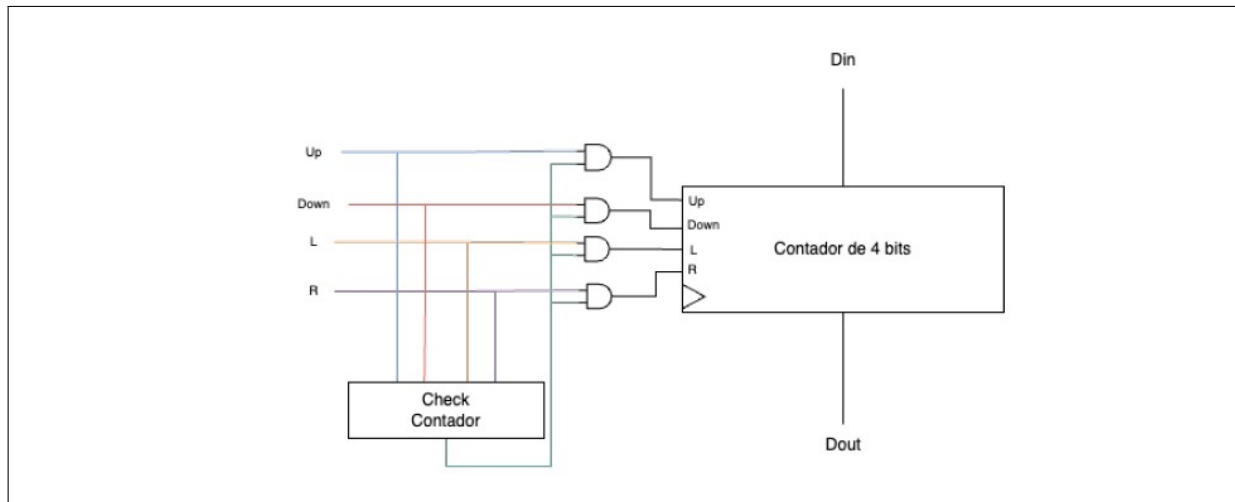 Din
Up
Down
L
R
Up
Down
L
R
Contador de 4 bits
Check
Contador
Dout